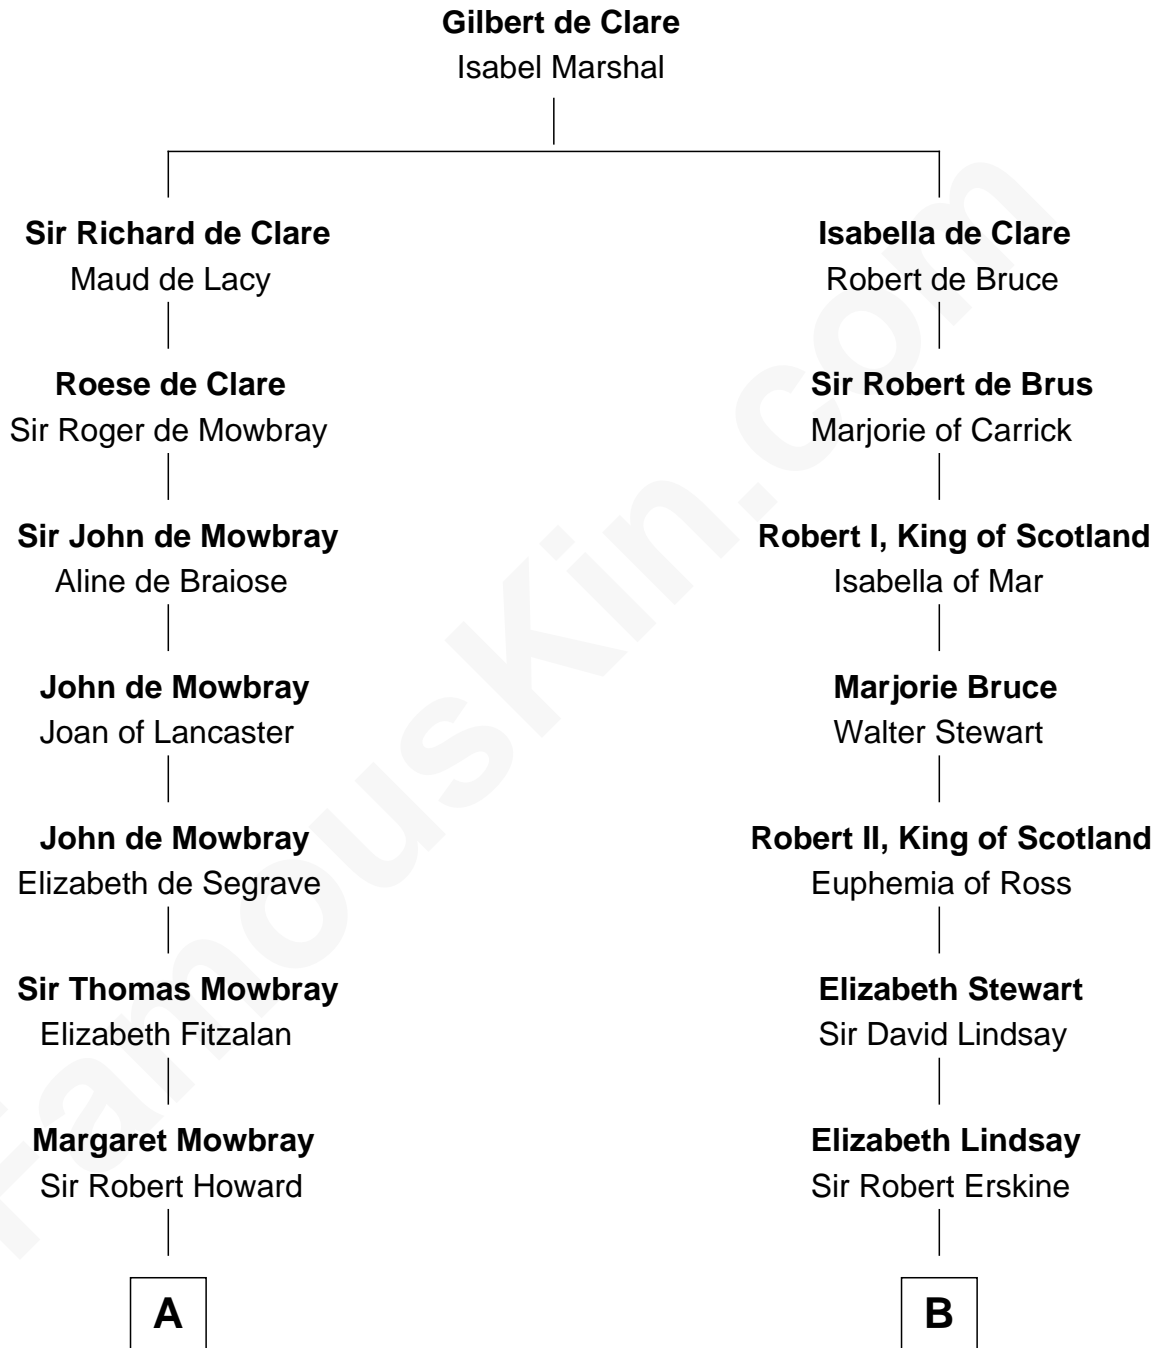 Gilbert de Clare
Isabel Marshal
Sir Richard de Clare
Maud de Lacy
Roese de Clare
Sir Roger de Mowbray
Sir John de Mowbray
Aline de Braiose
John de Mowbray
Joan of Lancaster
John de Mowbray
Elizabeth de Segrave
Sir Thomas Mowbray
Elizabeth Fitzalan
Margaret Mowbray
Sir Robert Howard
A
Isabella de Clare
Robert de Bruce
Sir Robert de Brus
Marjorie of Carrick
Robert I, King of Scotland
Isabella of Mar
Marjorie Bruce
Walter Stewart
Robert II, King of Scotland
Euphemia of Ross
Elizabeth Stewart
Sir David Lindsay
Elizabeth Lindsay
Sir Robert Erskine
B
FamousKin.com